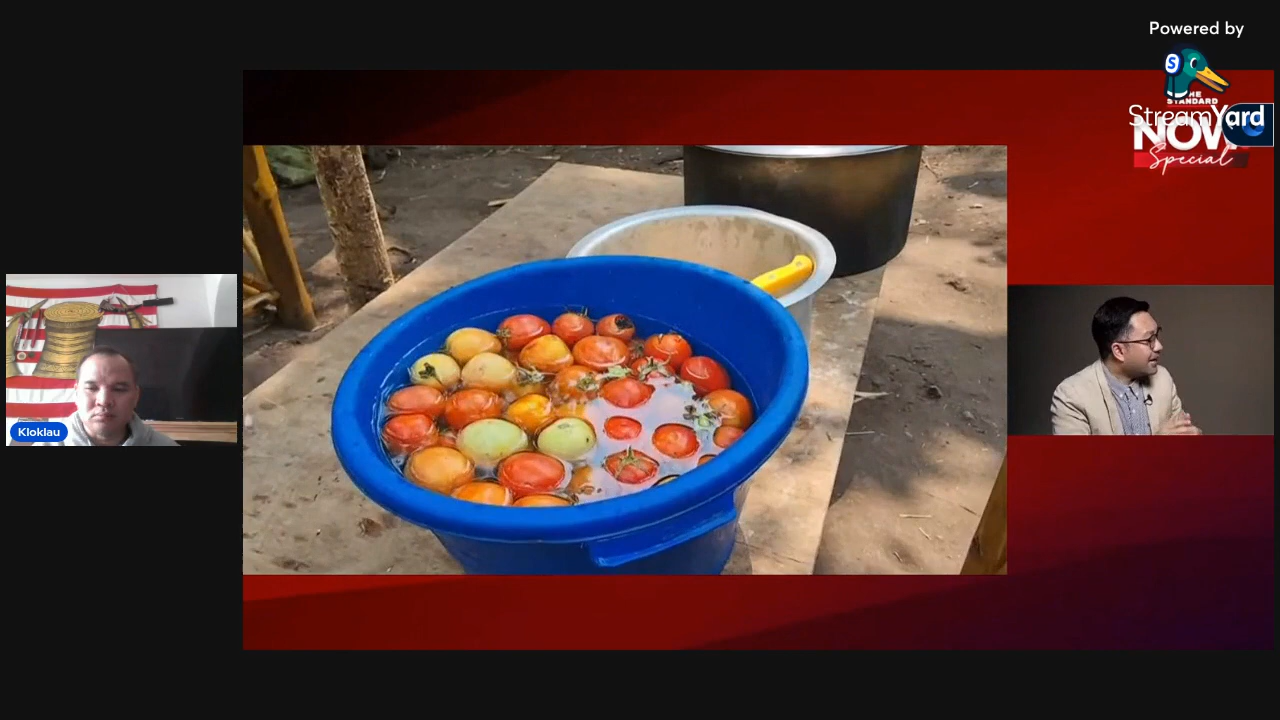 Powered by
StreamYard
THE
STANDARD
NOW
Special
Kloklau